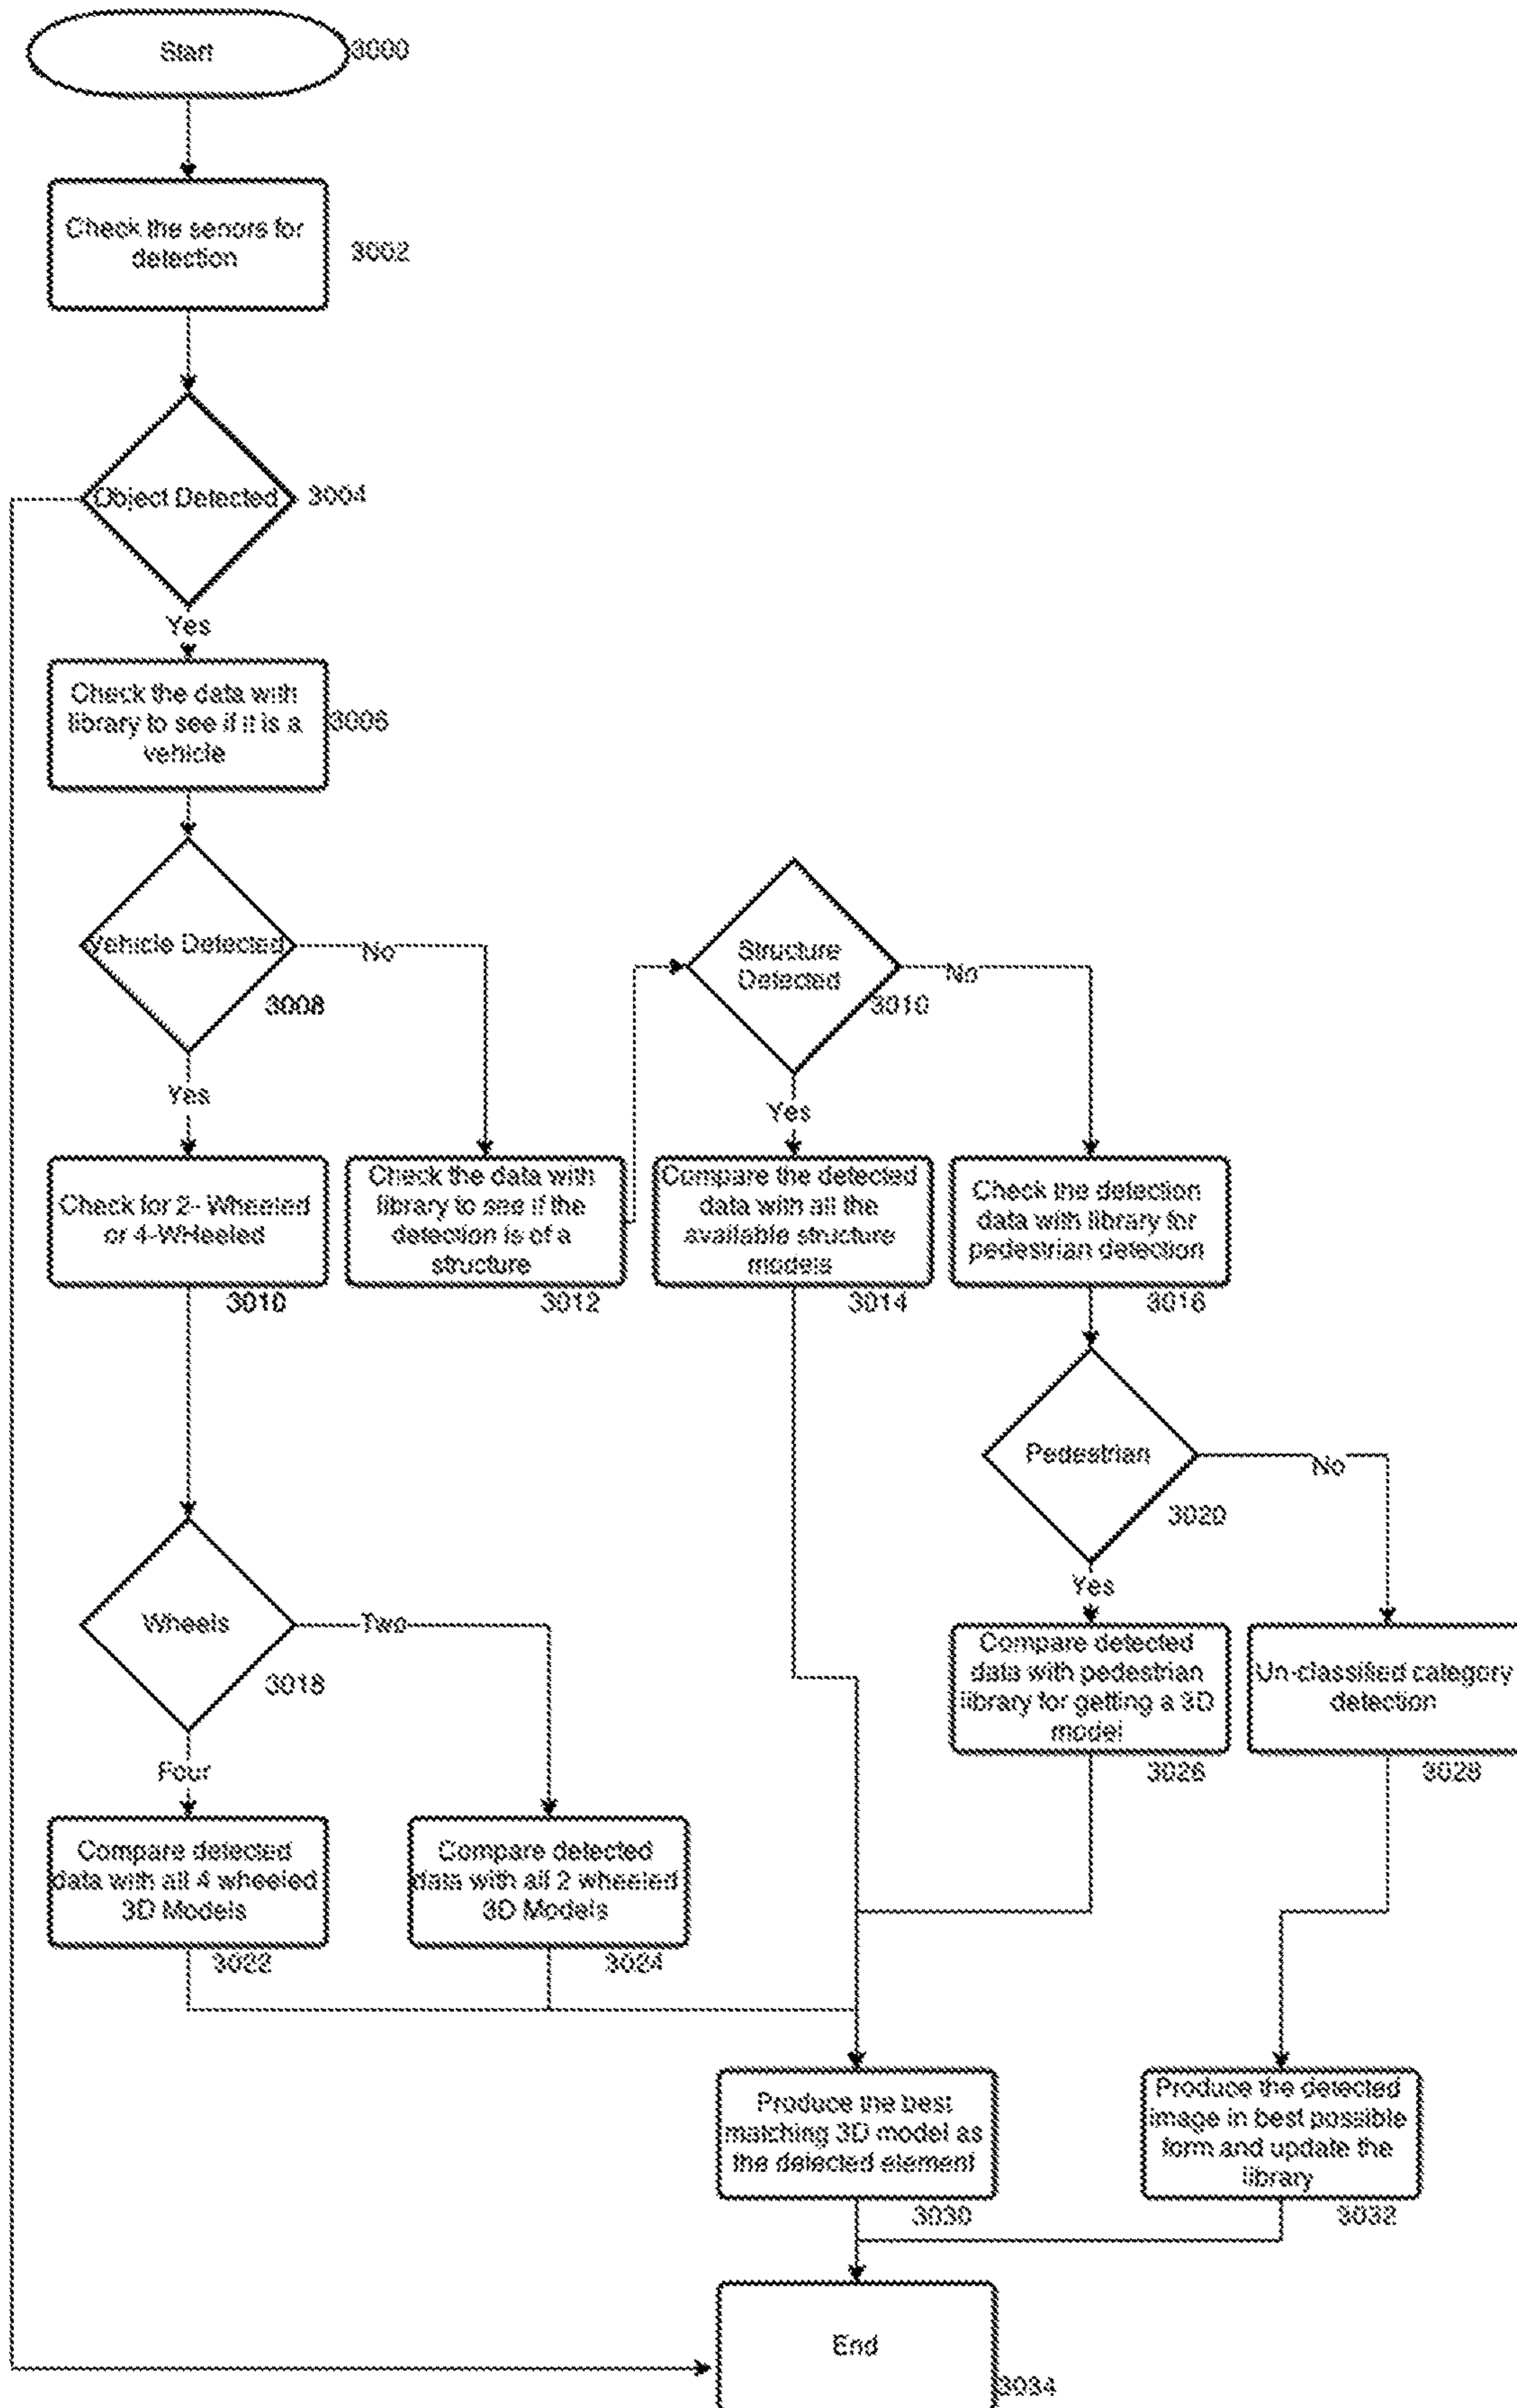 Start
3000
Check the senors for
detection
3002
Object Detected
3004
Yes
Check the data with
library to see if it is a
vehicle
3006
Vehicle Detected
No
3008
Yes
Structure
Detected
3010
No
Yes
Check for 2- Wheeled
or 4-WHeeled
3010
Check the data with
library to see if the
detection is of a
structure
3012
Compare the detected
data with all the
available structure
models
3014
Check the detection
data with library for
pedestrian detection
3016
Pedestrian
No
3020
Yes
Wheels
Two
3018
Four
Compare detected
data with pedestrian
library for getting a 3D
model
3026
Un-classified category
detection
3028
Compare detected
data with all 4 wheeled
3D Models
3022
Compare detected
data with all 2 wheeled
3D Models
3024
Produce the best
matching 3D model as
the detected element
3030
Produce the detected
image in best possible
form and update the
library
3032
End
3034